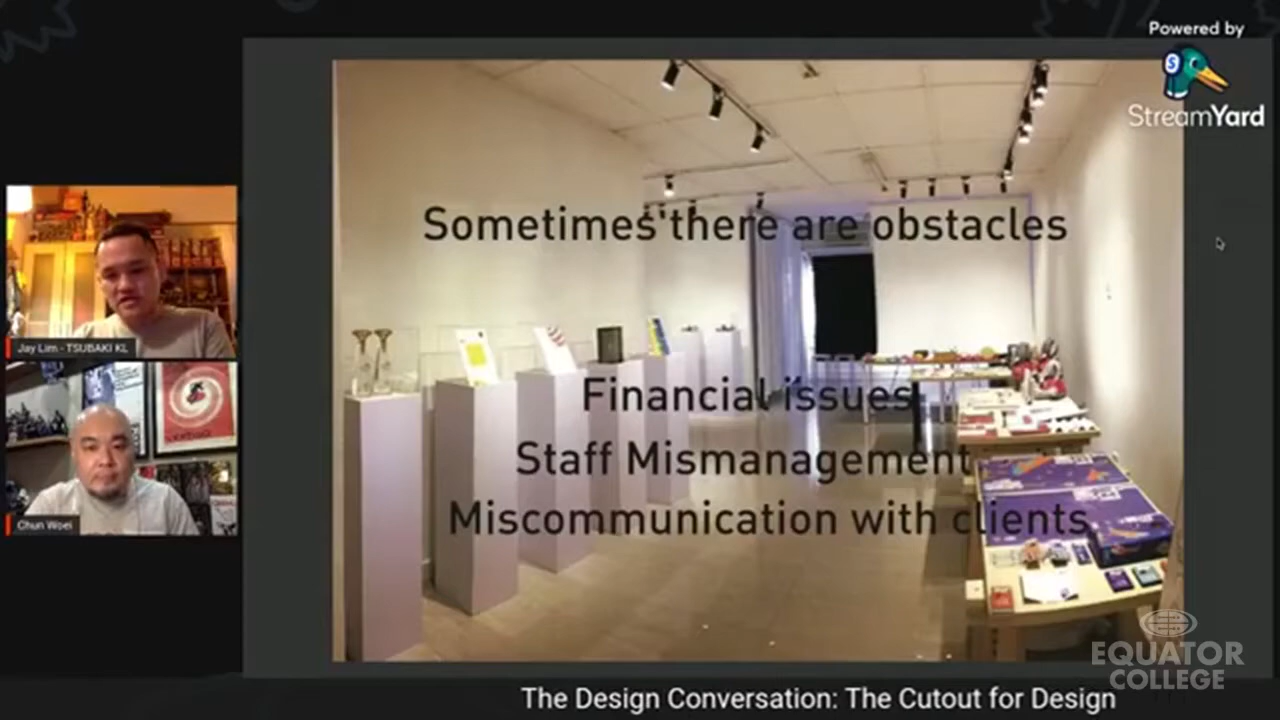 Powered by
StreamYard
Sometimes there are obstacles
Financial issues
Staff Mismanagement
Miscommunication with clients
Jay Lim - TSUBAKI KL
Chun Woei
EQUATOR
COLLEGE
The Design Conversation: The Cutout for Design